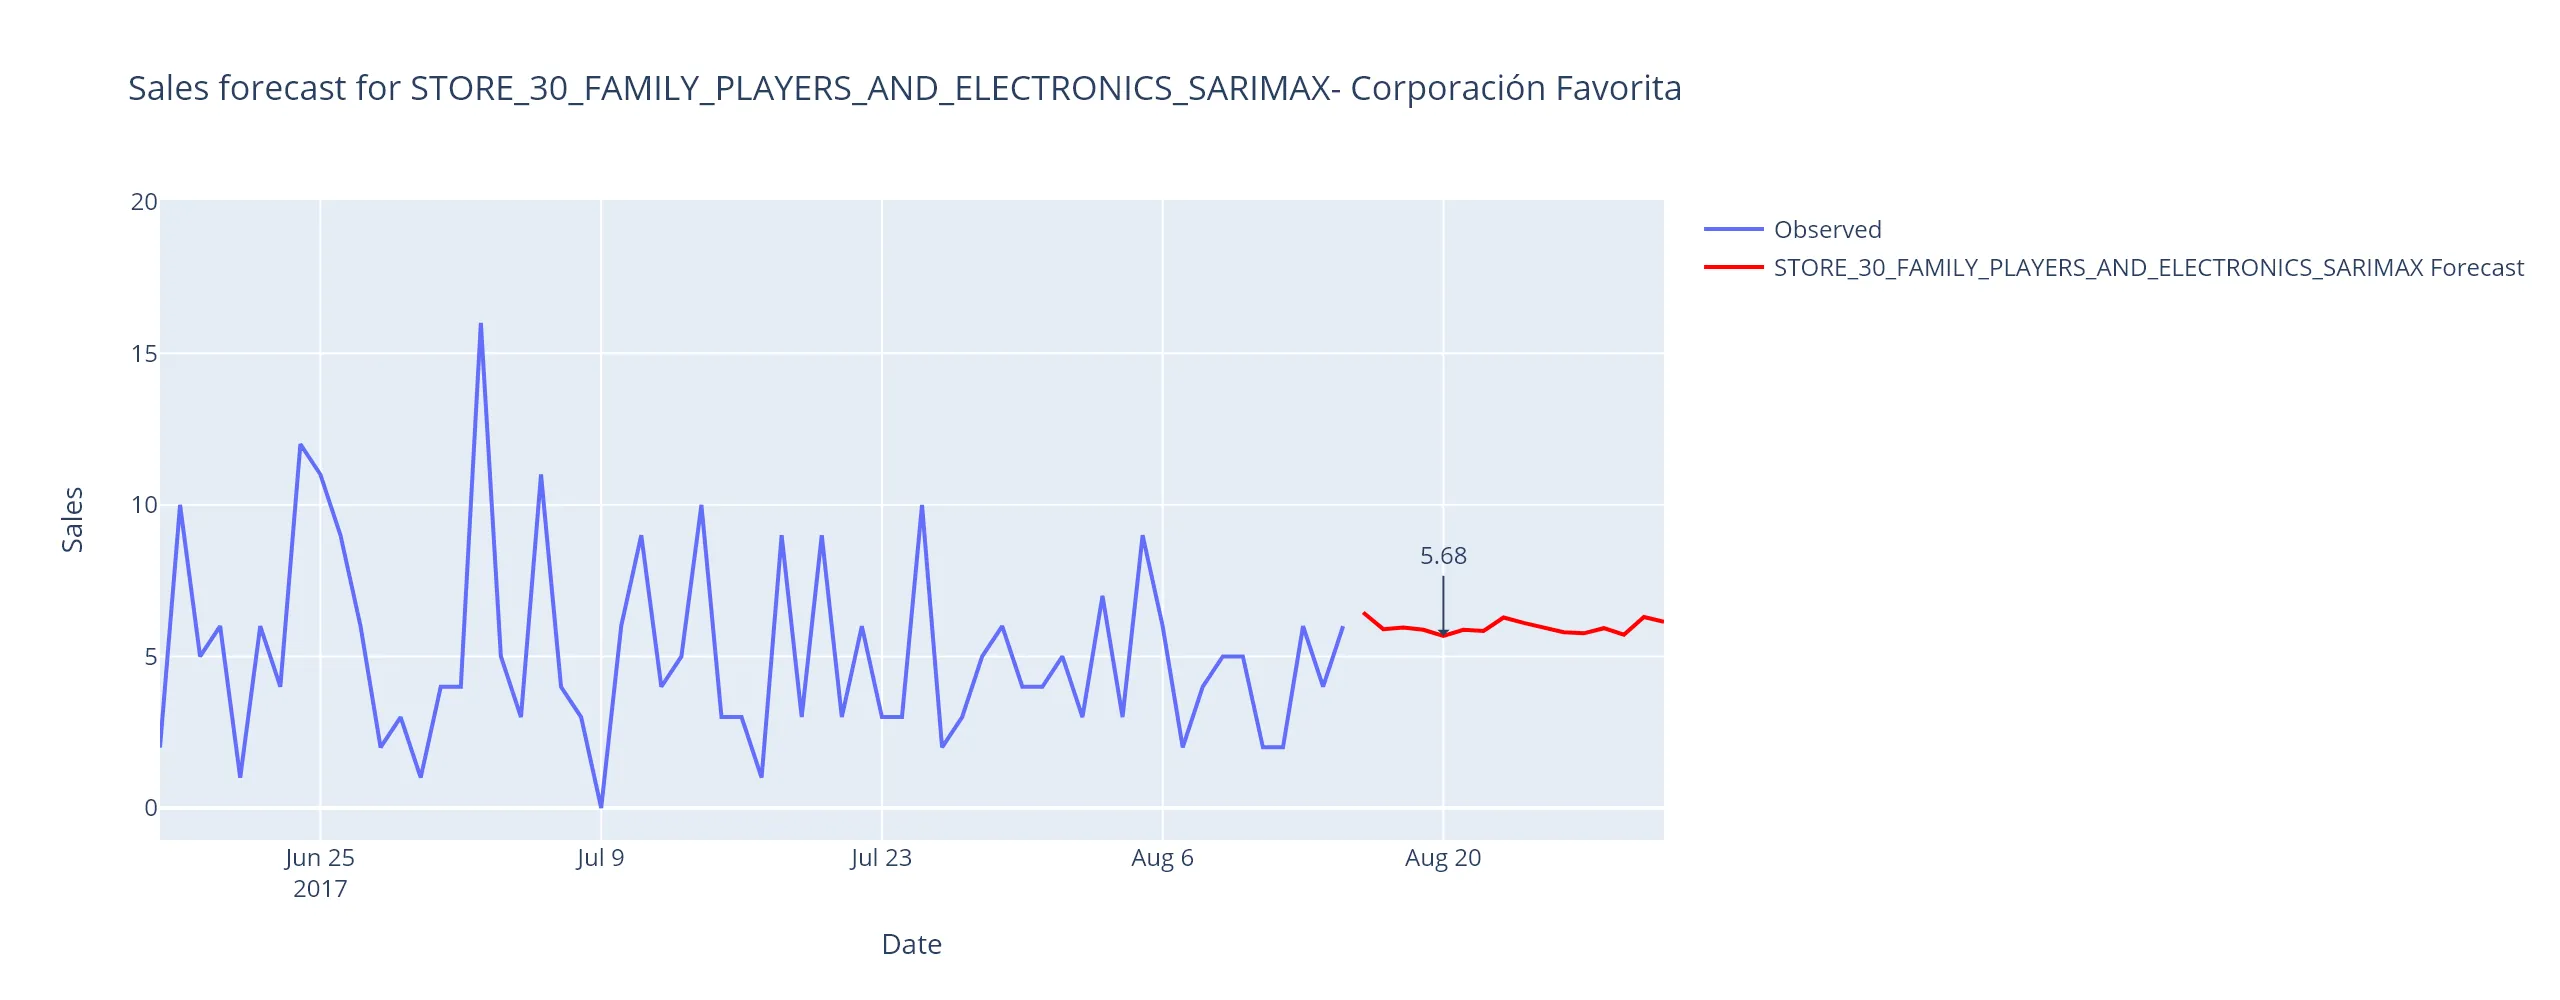 Sales forecast for STORE_30_FAMILY_PLAYERS_AND_ELECTRONICS_SARIMAX- Corporación Favorita
Observed
STORE_30_FAMILY_PLAYERS_AND_ELECTRONICS_SARIMAX Forecast
20
15
10
5
0
Sales
5.68
Jun 25
2017
Jul 9
Jul 23
Aug 6
Aug 20
Date